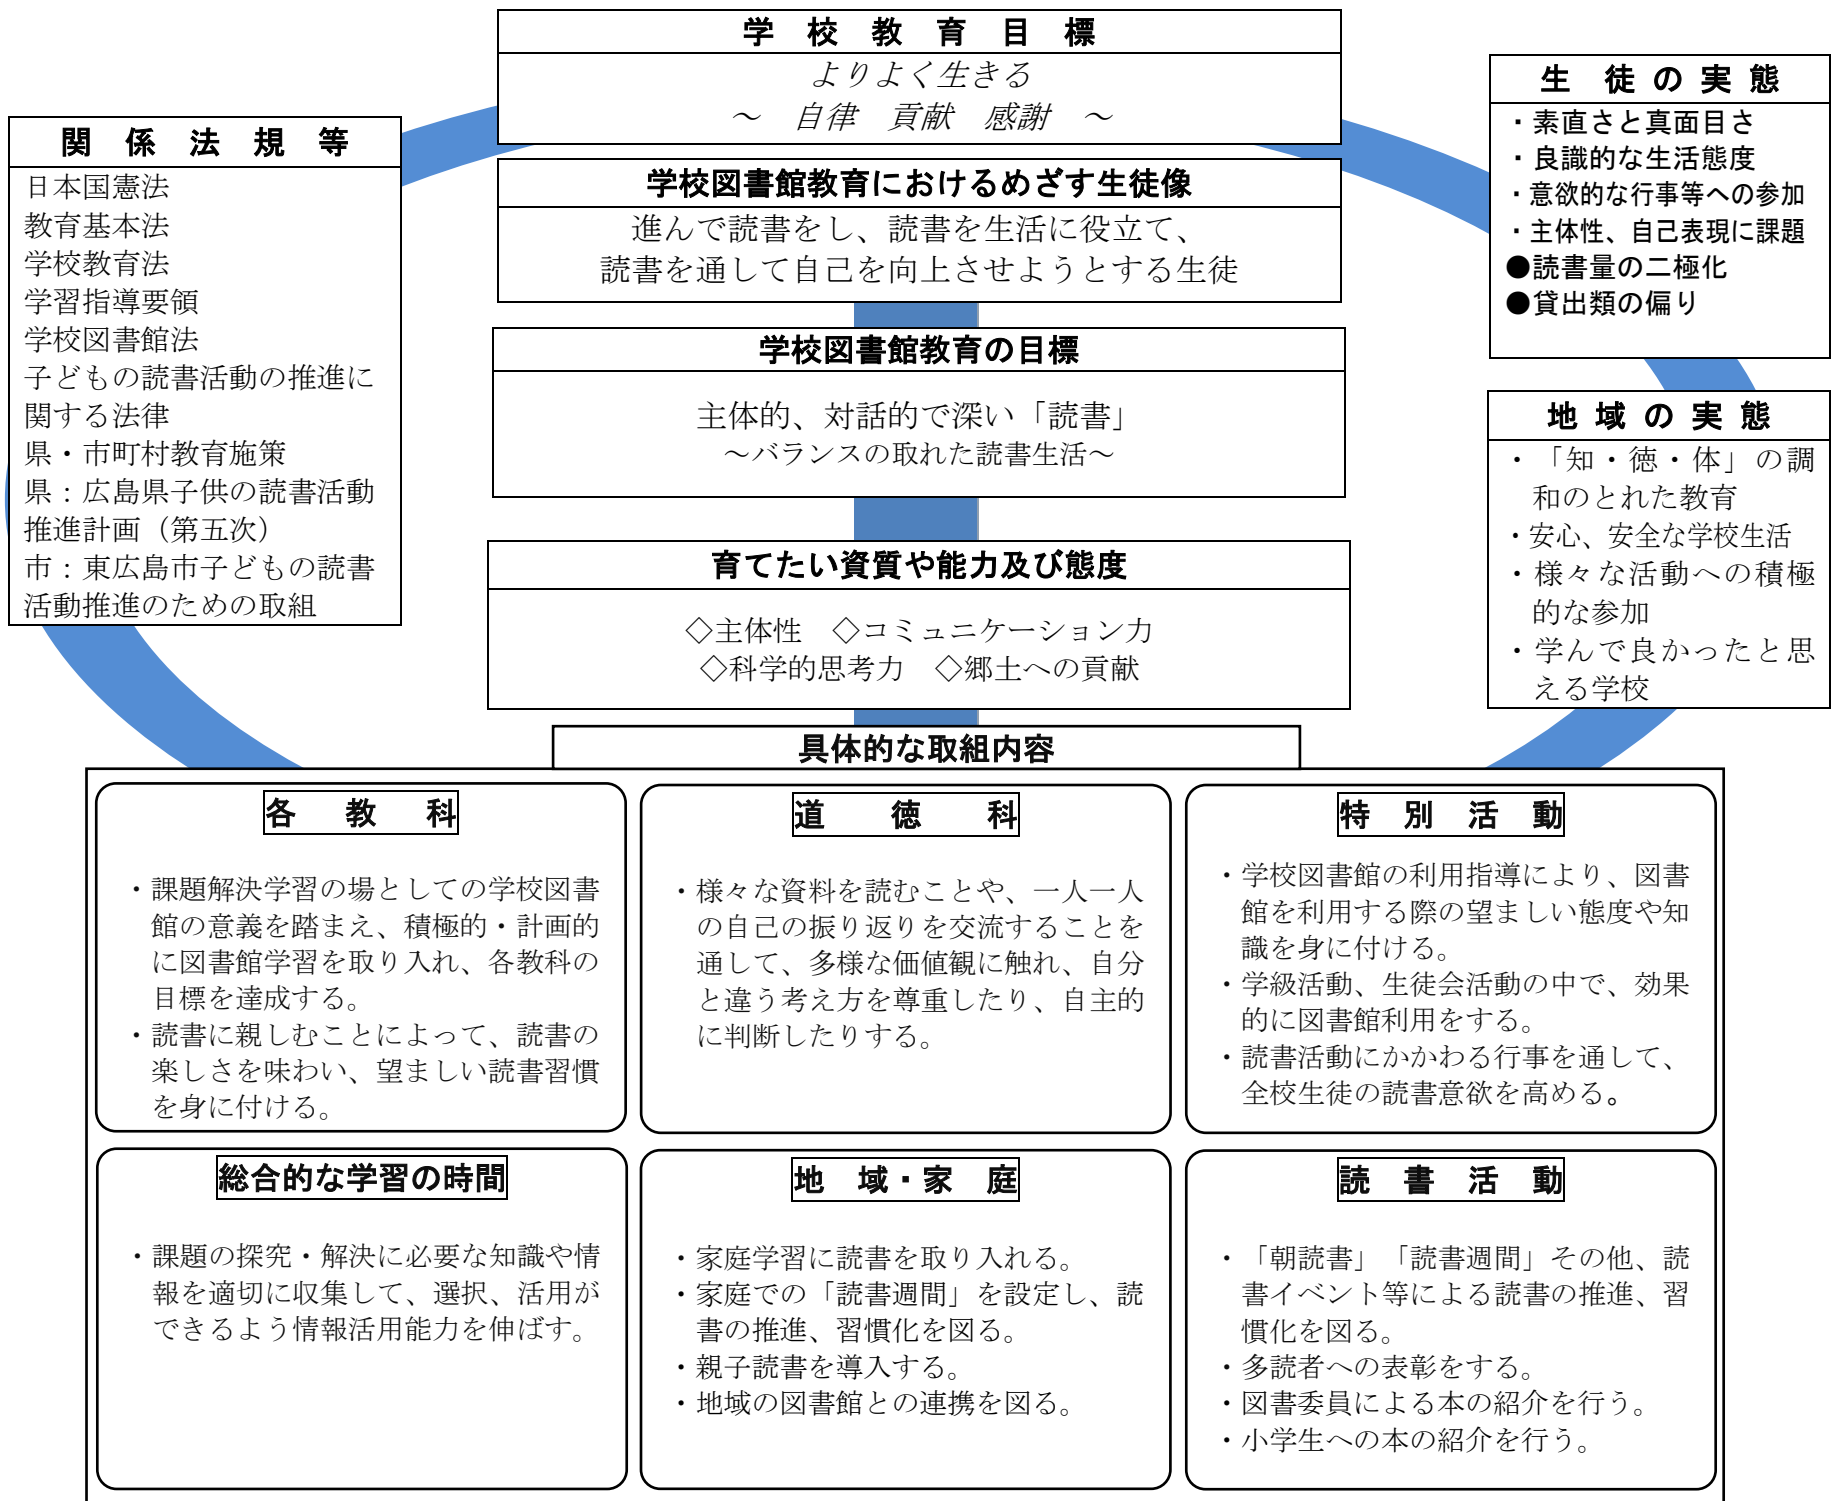 学校教育目標
よりよく生きる
～　自律　貢献　感謝　～
学校図書館教育におけるめざす生徒像
進んで読書をし、読書を生活に役立て、
読書を通して自己を向上させようとする生徒
学校図書館教育の目標
主体的、対話的で深い「読書」
～バランスの取れた読書生活～
育てたい資質や能力及び態度
◇主体性　◇コミュニケーション力
◇科学的思考力　◇郷土への貢献
関係法規等
日本国憲法
教育基本法
学校教育法
学習指導要領
学校図書館法
子どもの読書活動の推進に
関する法律
県・市町村教育施策
県：広島県子供の読書活動
推進計画（第五次）
市：東広島市子どもの読書
活動推進のための取組
生徒の実態
・素直さと真面目さ
・良識的な生活態度
・意欲的な行事等への参加
・主体性、自己表現に課題
●読書量の二極化
●貸出類の偏り
地域の実態
・「知・徳・体」の調
和のとれた教育
・安心、安全な学校生活
・様々な活動への積極
的な参加
・学んで良かったと思
える学校
具体的な取組内容
各教科
・課題解決学習の場としての学校図書
館の意義を踏まえ、積極的・計画的
に図書館学習を取り入れ、各教科の
目標を達成する。
・読書に親しむことによって、読書の
楽しさを味わい、望ましい読書習慣
を身に付ける。
道徳科
・様々な資料を読むことや、一人一人
の自己の振り返りを交流することを
通して、多様な価値観に触れ、自分
と違う考え方を尊重したり、自主的
に判断したりする。
特別活動
・学校図書館の利用指導により、図書
館を利用する際の望ましい態度や知
識を身に付ける。
・学級活動、生徒会活動の中で、効果
的に図書館利用をする。
・読書活動にかかわる行事を通して、
全校生徒の読書意欲を高める。
総合的な学習の時間
・課題の探究・解決に必要な知識や情
報を適切に収集して、選択、活用が
できるよう情報活用能力を伸ばす。
地域・家庭
・家庭学習に読書を取り入れる。
・家庭での「読書週間」を設定し、読
書の推進、習慣化を図る。
・親子読書を導入する。
・地域の図書館との連携を図る。
読書活動
・「朝読書」「読書週間」その他、読
書イベント等による読書の推進、習
慣化を図る。
・多読者への表彰をする。
・図書委員による本の紹介を行う。
・小学生への本の紹介を行う。